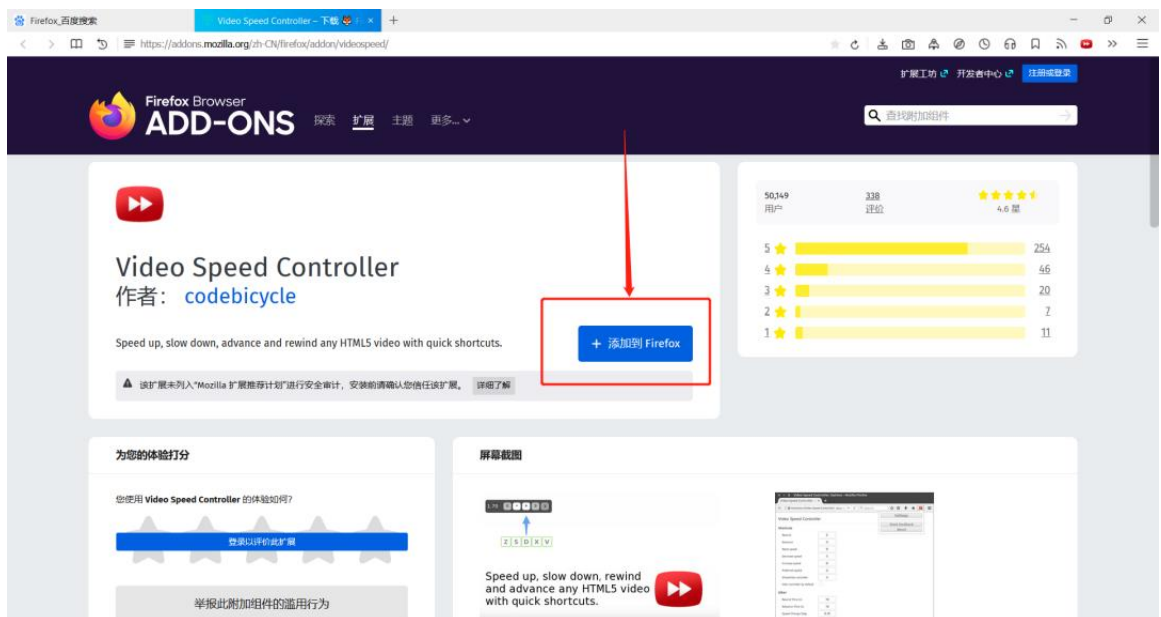 Firefox_百度搜索
Video Speed Controller – 下载
https://addons.mozilla.org/zh-CN/firefox/addon/videospeed/
扩展工坊 开发者中心 注册或登录
Firefox Browser
ADD-ONS 探索 扩展 主题 更多... 查找附加组件
Video Speed Controller
作者： codebicycle
Speed up, slow down, advance and rewind any HTML5 video with quick shortcuts.
+ 添加到 Firefox
该扩展未列入“Mozilla 扩展推荐计划”进行安全审计，安装前请确认您信任该扩展。 详细了解
50,149 338
用户 评价 4.6 星
5 254
4 46
3 20
2 7
1 11
为您的体验打分
您使用 Video Speed Controller 的体验如何?
登录以评价此扩展
举报此附加组件的滥用行为
屏幕截图
Z S D X V
Speed up, slow down, rewind
and advance any HTML5 video
with quick shortcuts.
Video Speed Controller